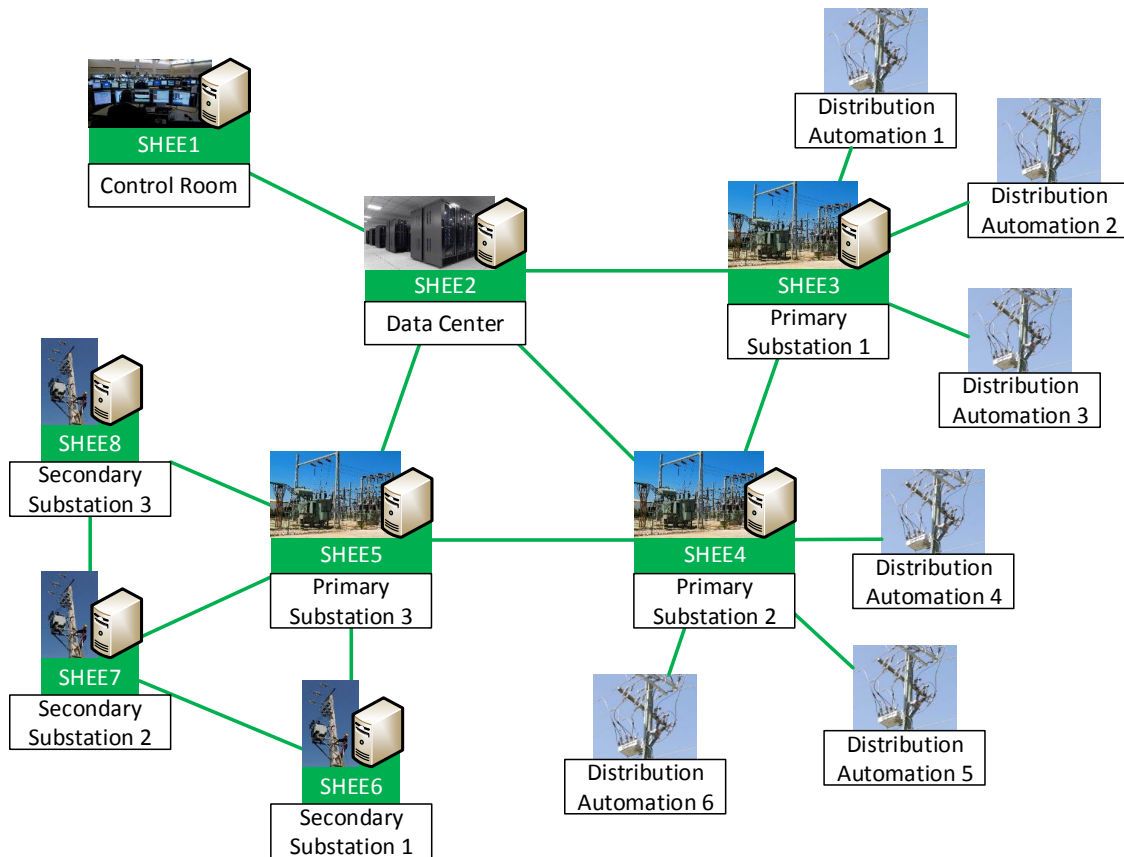 SHEE1
Control Room
SHEE2
Data Center
Distribution
Automation 1
Distribution
Automation 2
SHEE3
Primary
Substation 1
Distribution
Automation 3
SHEE8
Secondary
Substation 3
SHEE5
Primary
Substation 3
SHEE4
Primary
Substation 2
Distribution
Automation 4
SHEE7
Secondary
Substation 2
SHEE6
Secondary
Substation 1
Distribution
Automation 6
Distribution
Automation 5